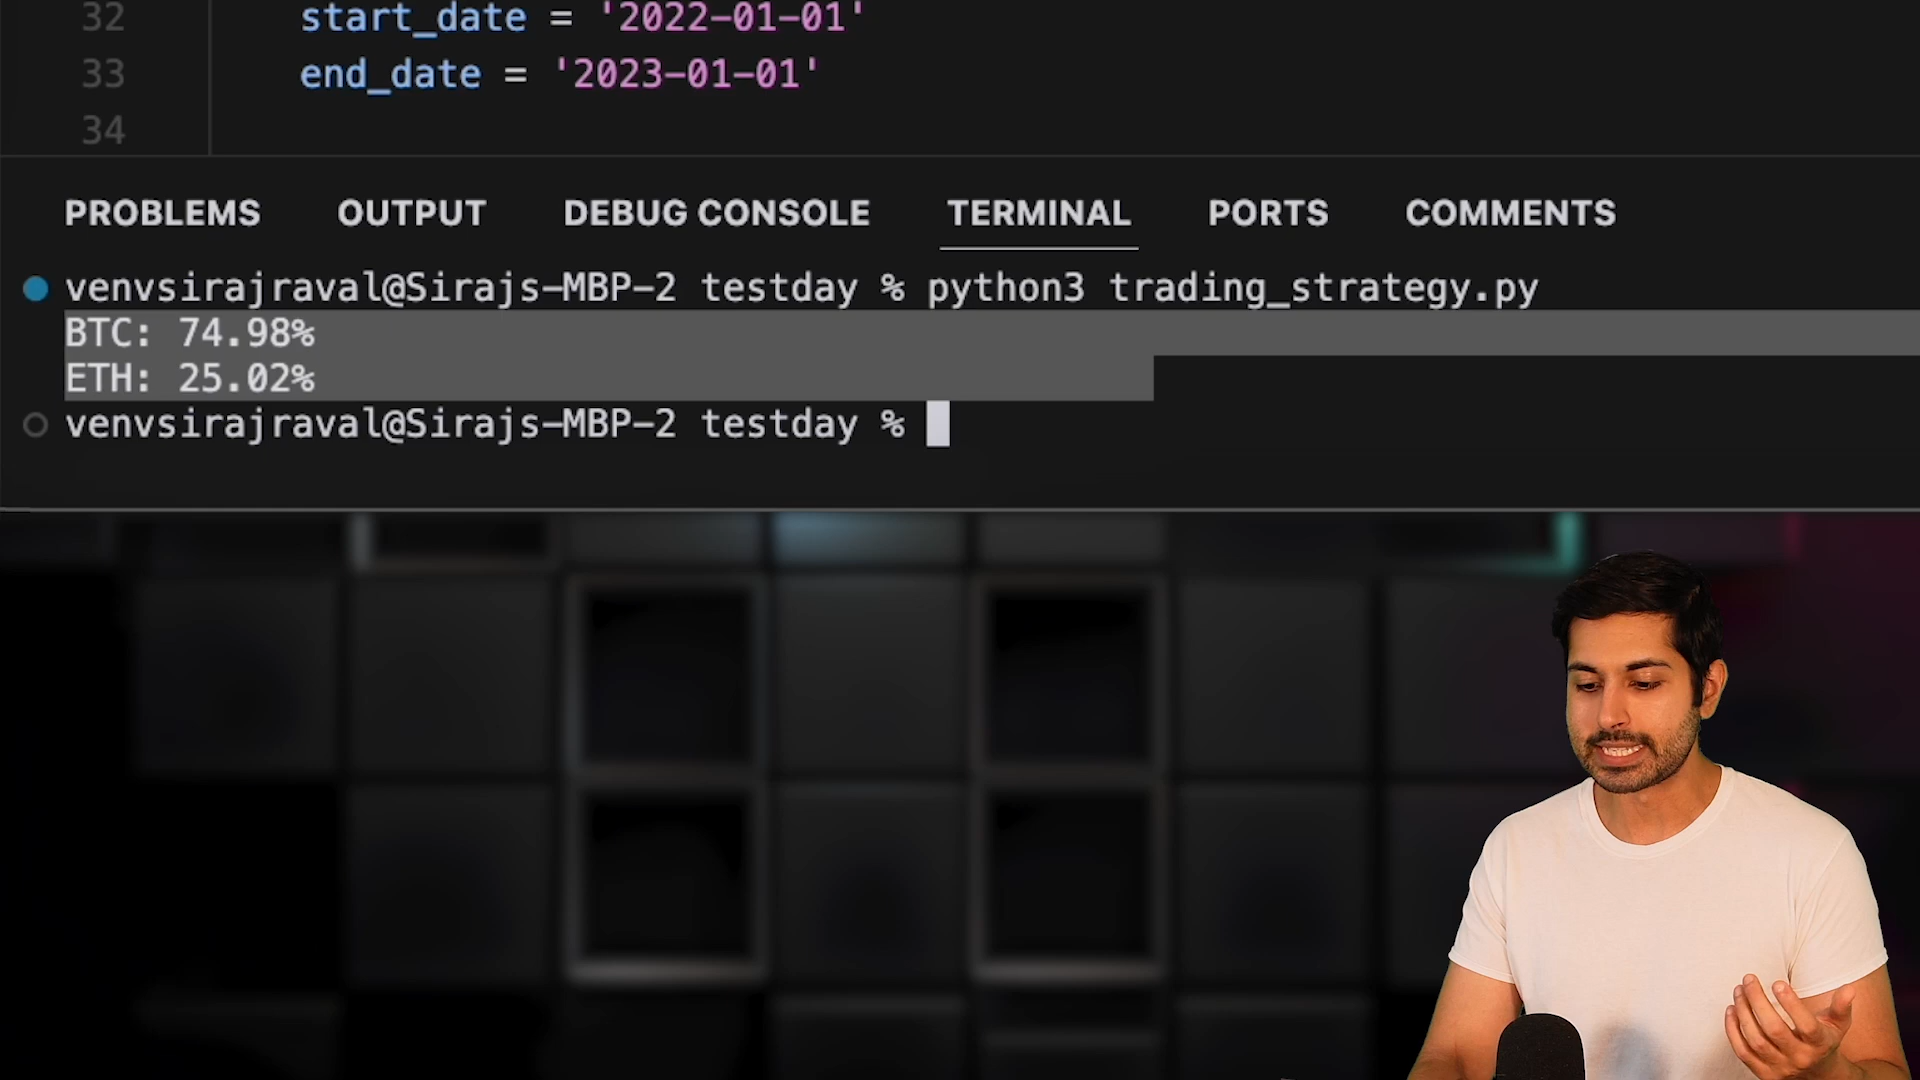 32 start_date = '2022-01-01'
33 end_date = '2023-01-01'
34
PROBLEMS OUTPUT DEBUG CONSOLE TERMINAL PORTS COMMENTS
venvsirajraval@Sirajs-MBP-2 testday % python3 trading_strategy.py
BTC: 74.98%
ETH: 25.02%
venvsirajraval@Sirajs-MBP-2 testday %